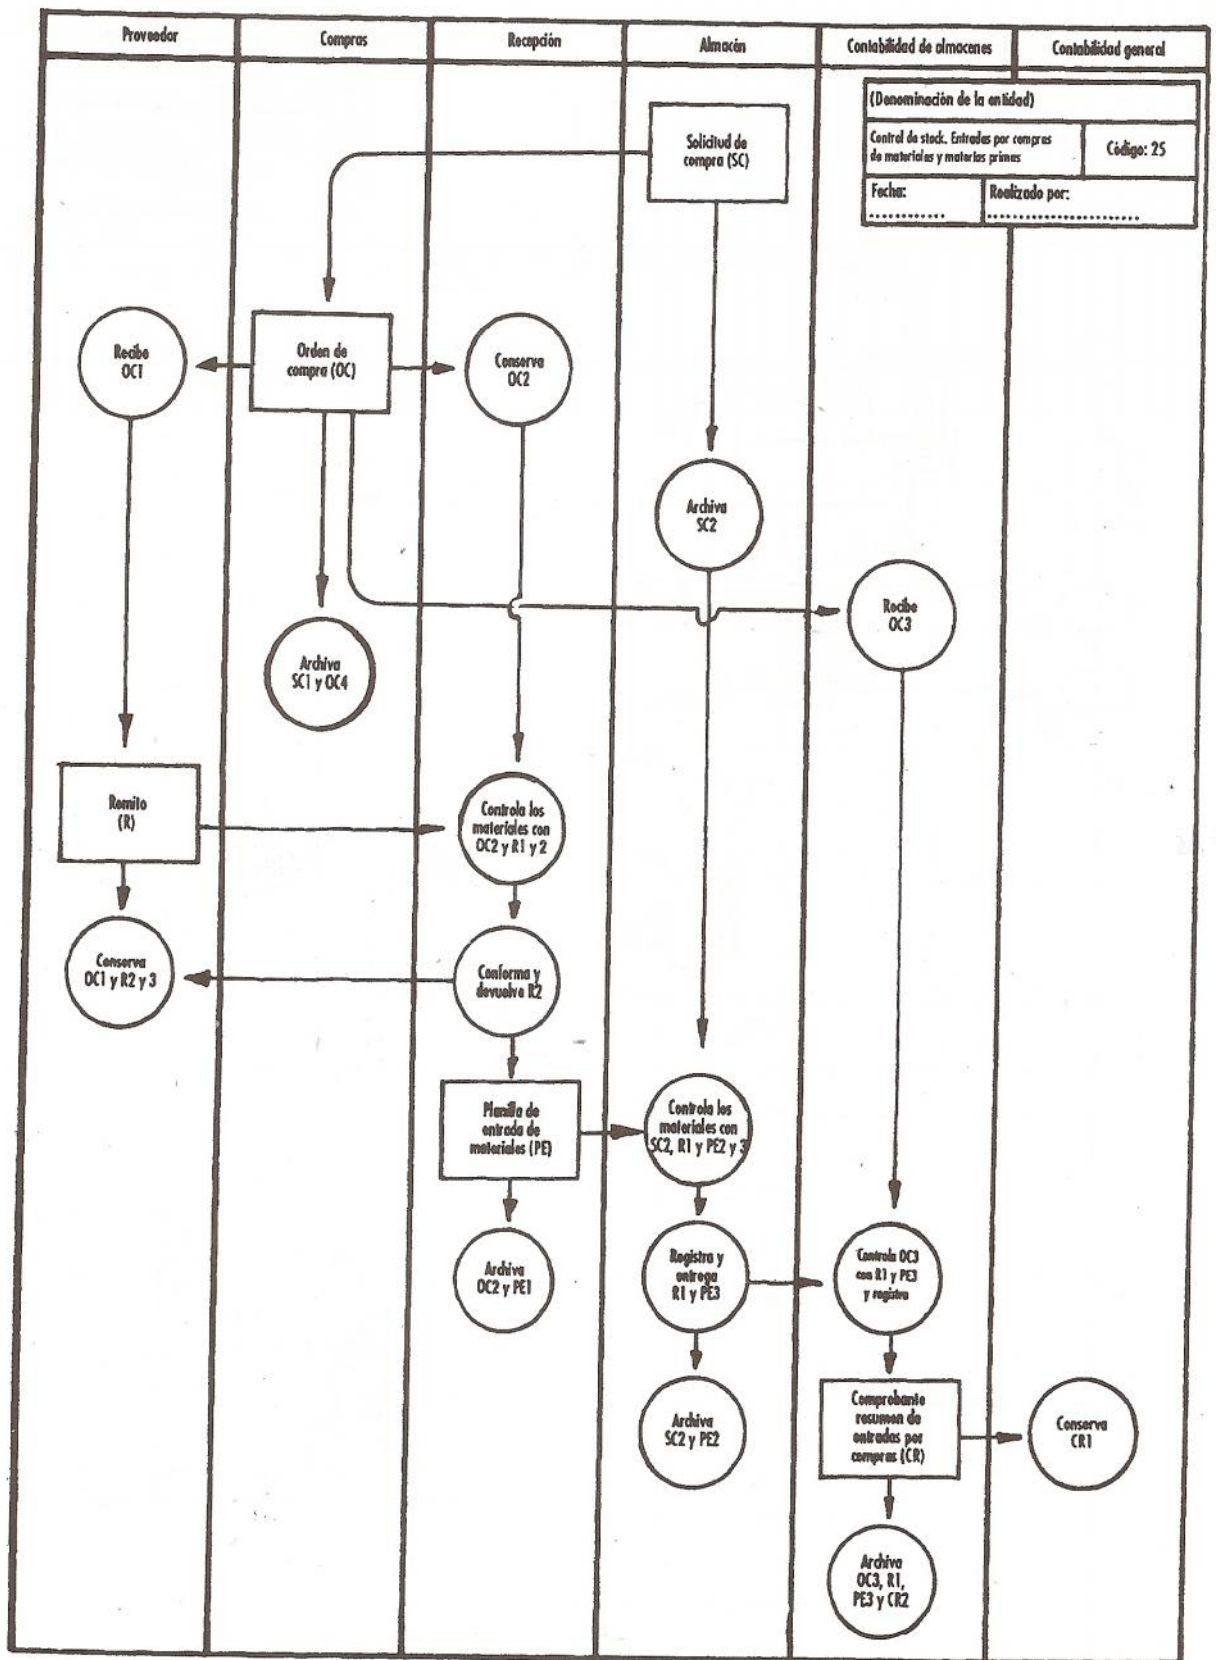 Proveedor
Compras
Recepción
Almacén
Contabilidad de almacenes
Contabilidad general
(Denominación de la entidad)
Control de stock. Entradas por compras
de materiales y materias primas
Código: 25
Fecha:
............
Realizado por:
.......................
Solicitud de
compra (SC)
Recibe
OC1
Orden de
compra (OC)
Conserva
OC2
Archiva
SC2
Recibe
OC3
Archiva
SC1 y OC4
Remito
(R)
Controla los
materiales con
OC2 y R1 y 2
Conserva
OC1 y R2 y 3
Conforma y
devuelve R2
Planilla de
entrada de
materiales (PE)
Controla los
materiales con
SC2, R1 y PE2 y 3
Archiva
OC2 y PE1
Registra y
entrega
R1 y PE3
Controla OC3
con R1 y PE3
y registra
Archiva
SC2 y PE2
Comprobante
resumen de
entradas por
compras (CR)
Conserva
CR1
Archiva
OC3, R1,
PE3 y CR2